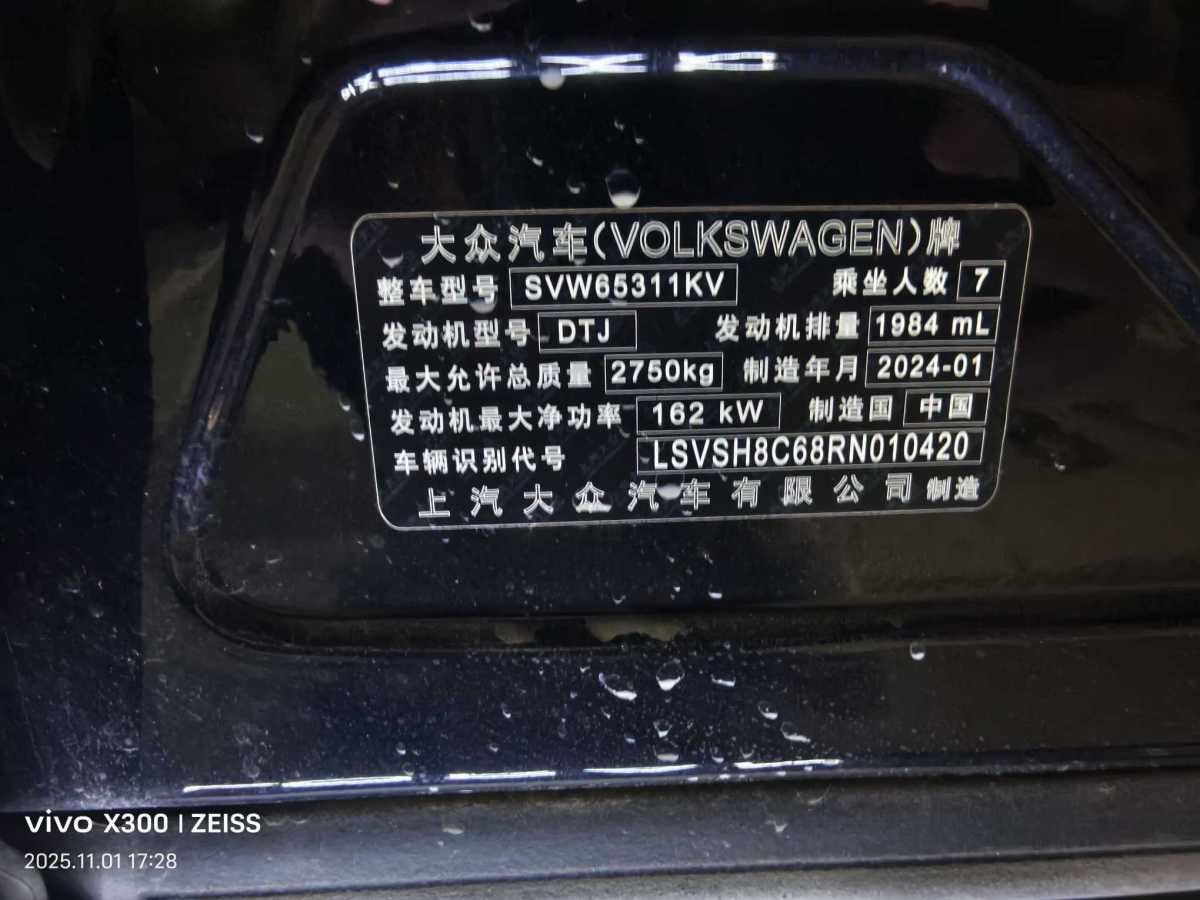 大众汽车(VOLKSWAGEN)牌
整车型号 SVW65311KV 乘坐人数 7
发动机型号 DTJ 发动机排量 1984 mL
最大允许总质量 2750kg 制造年月 2024-01
发动机最大净功率 162 kW 制造国 中国
车辆识别代号 LSVSH8C68RN010420
上汽大众汽车有限公司 制造
vivo X300 | ZEISS
2025.11.01 17:28